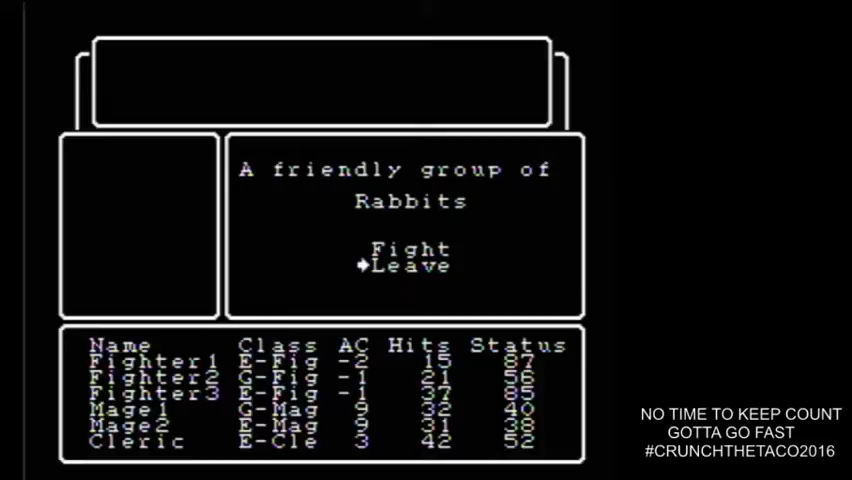 A friendly group of
Rabbits
Fight
Leave
Name Class AC Hits Status
Fighter1 E-Fig -2 15 87
Fighter2 G-Fig -1 21 56
Fighter3 E-Fig -1 37 85
Mage1 G-Mag 9 32 40
Mage2 E-Mag 9 31 38
Cleric E-Cle 3 42 52
NO TIME TO KEEP COUNT
GOTTA GO FAST
#CRUNCHTHETACO2016